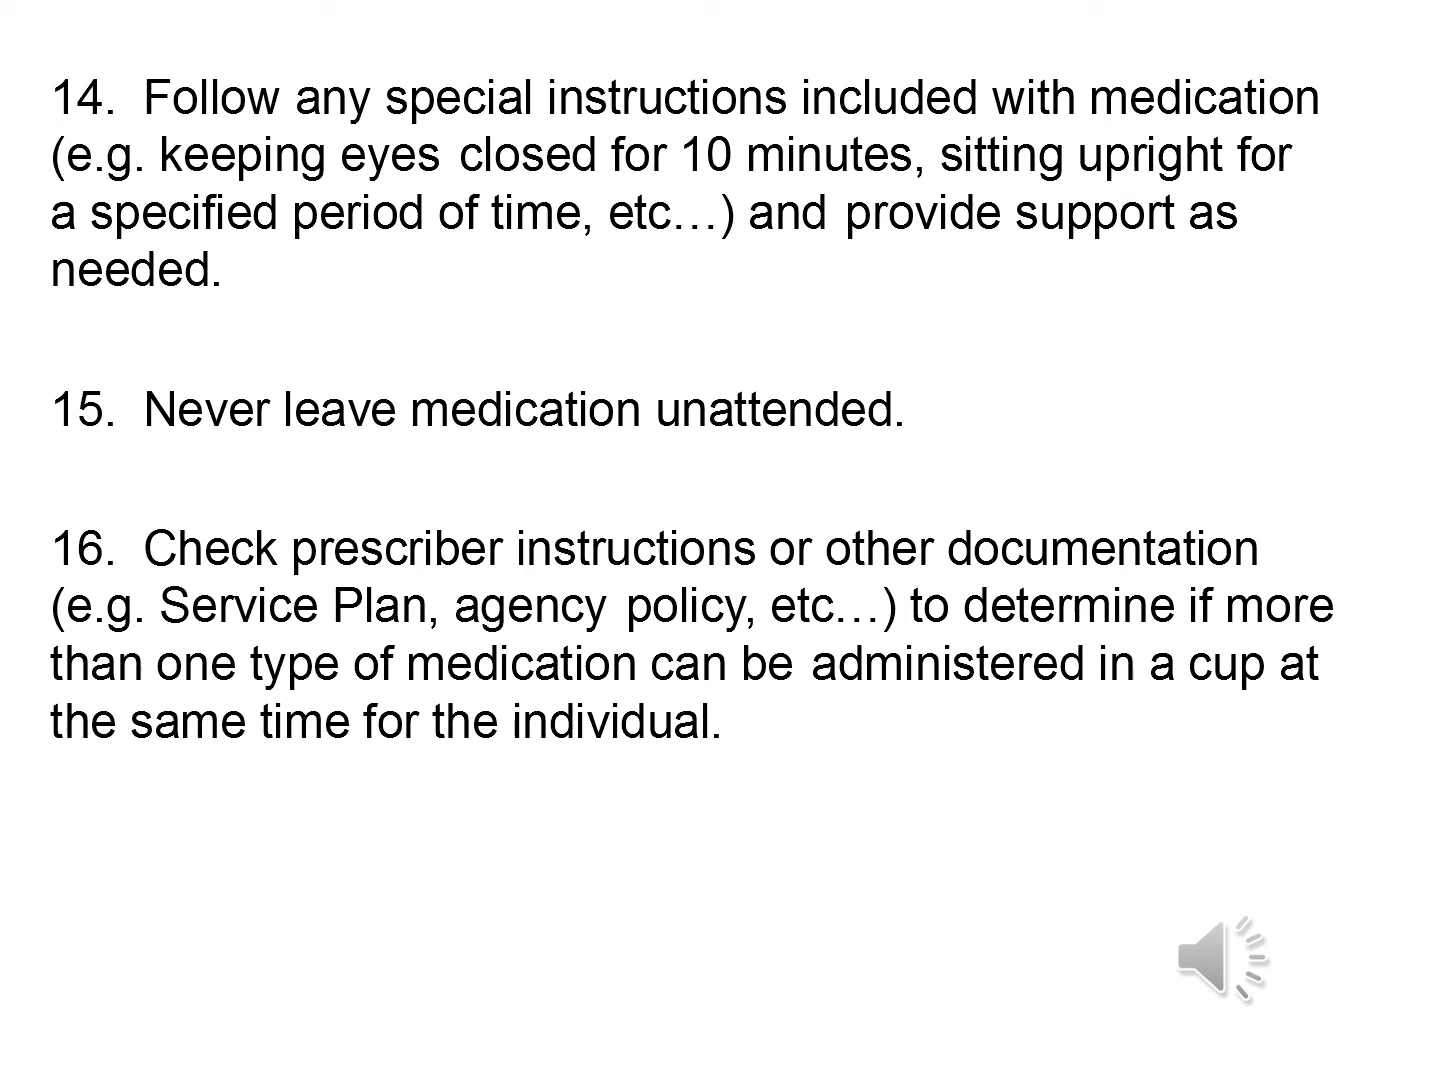 14.  Follow any special instructions included with medication
(e.g. keeping eyes closed for 10 minutes, sitting upright for
a specified period of time, etc…) and provide support as
needed.
15.  Never leave medication unattended.
16.  Check prescriber instructions or other documentation
(e.g. Service Plan, agency policy, etc…) to determine if more
than one type of medication can be administered in a cup at
the same time for the individual.